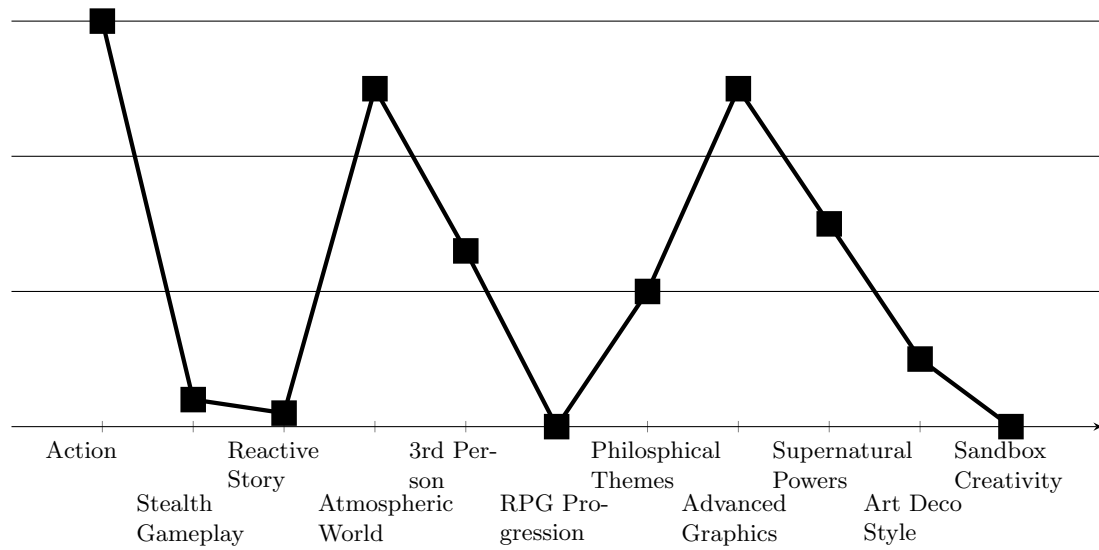 Action
Reactive
Story
3rd Per-
son
Philosphical
Themes
Supernatural
Powers
Sandbox
Creativity
Stealth
Gameplay
Atmospheric
World
RPG Pro-
gression
Advanced
Graphics
Art Deco
Style